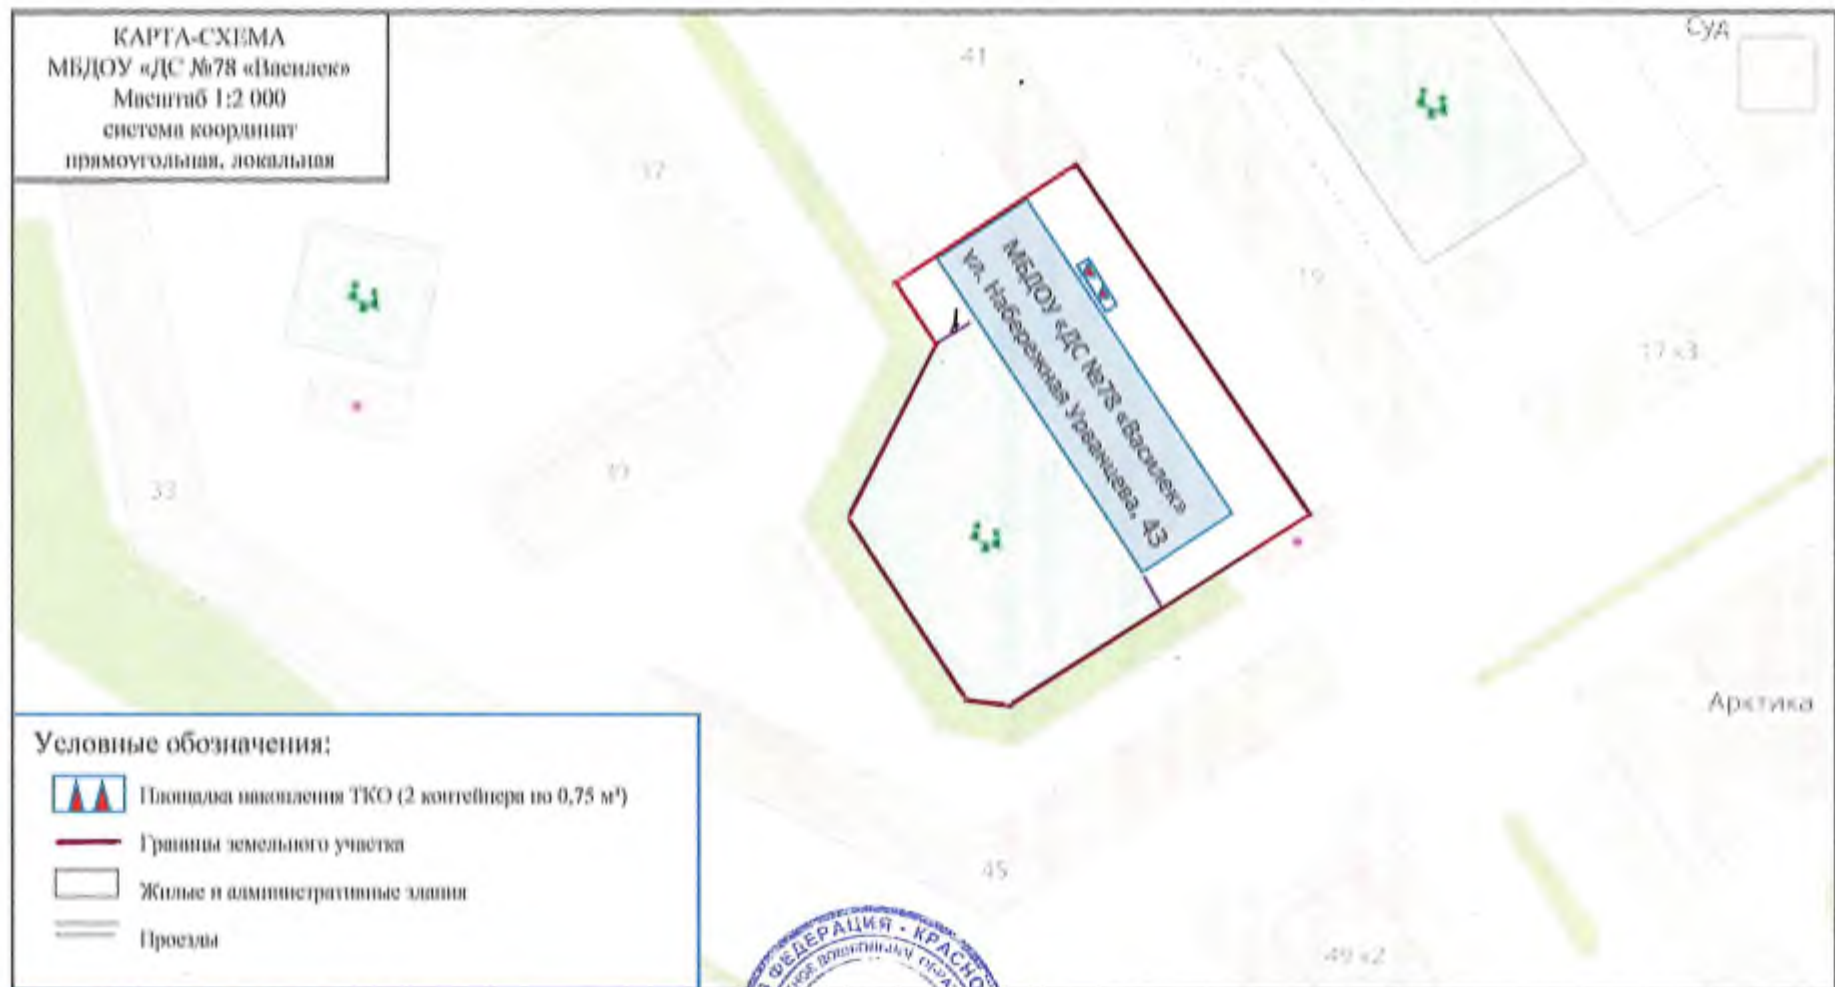 КАРТА-СХЕМА
МБДОУ «ДС №78 «Василек»
Масштаб 1:2 000
система координат
прямоугольная, локальная
Суд
41
37
19
17 к3
МБДОУ «ДС №78 «Василек»
ул. Набережная Урванцева, 43
33
Арктика
Условные обозначения:
Площадка накопления ТКО (2 контейнера по 0,75 м³)
Границы земельного участка
Жилые и административные здания
Проезды
45
49 к2
ФЕДЕРАЦИЯ • КРАСНО